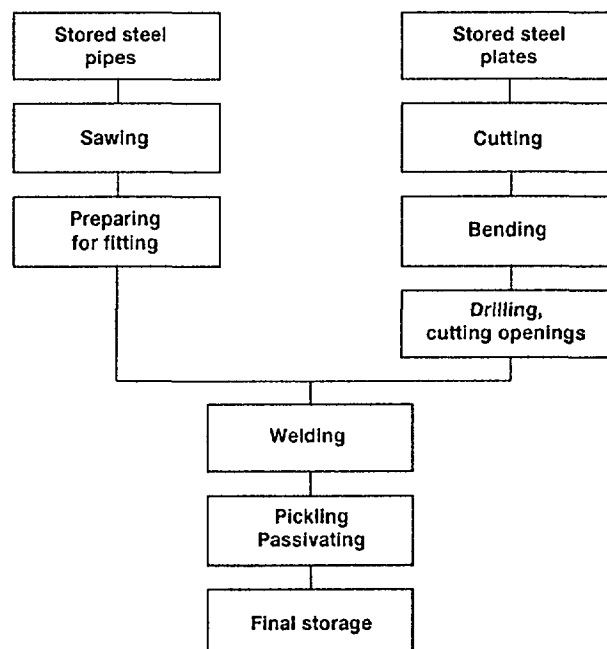 Stored steel
pipes
Sawing
Preparing
for fitting
Stored steel
plates
Cutting
Bending
Drilling,
cutting openings
Welding
Pickling
Passivating
Final storage